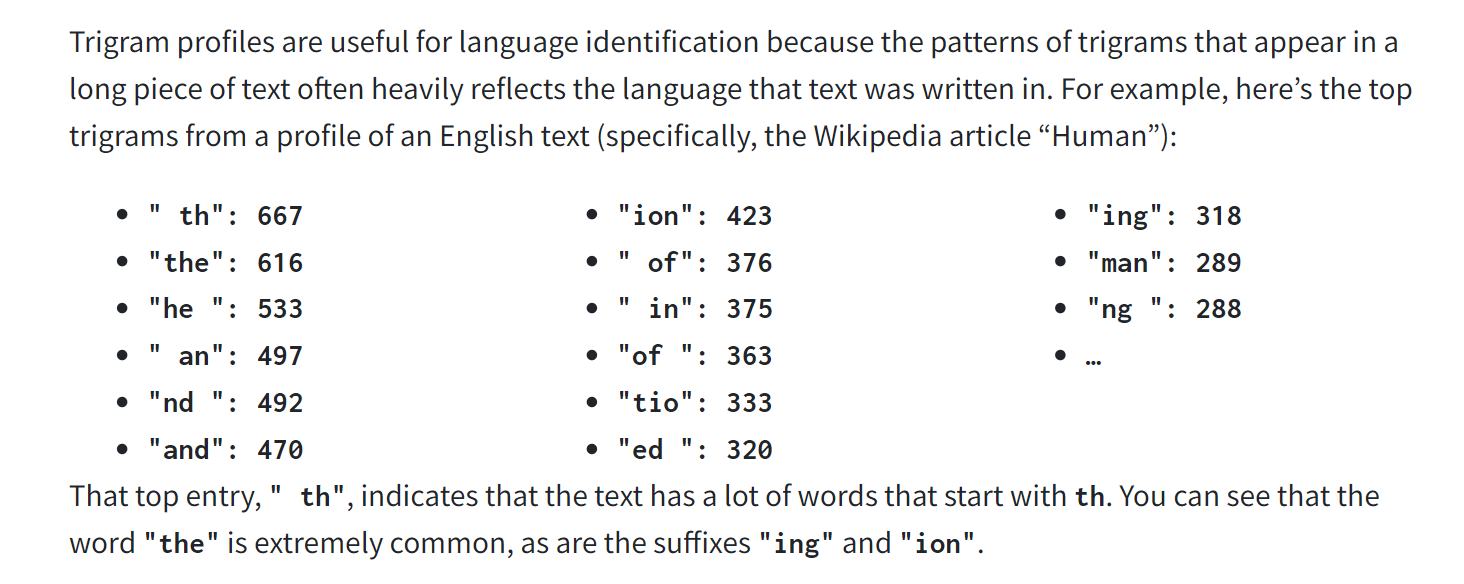 Trigram profiles are useful for language identification because the patterns of trigrams that appear in a
long piece of text often heavily reflects the language that text was written in. For example, here’s the top
trigrams from a profile of an English text (specifically, the Wikipedia article “Human”):
• " th": 667
• "the": 616
• "he ": 533
• " an": 497
• "nd ": 492
• "and": 470
• "ion": 423
• " of": 376
• " in": 375
• "of ": 363
• "tio": 333
• "ed ": 320
• "ing": 318
• "man": 289
• "ng ": 288
• …
That top entry, " th", indicates that the text has a lot of words that start with th. You can see that the
word "the" is extremely common, as are the suffixes "ing" and "ion".